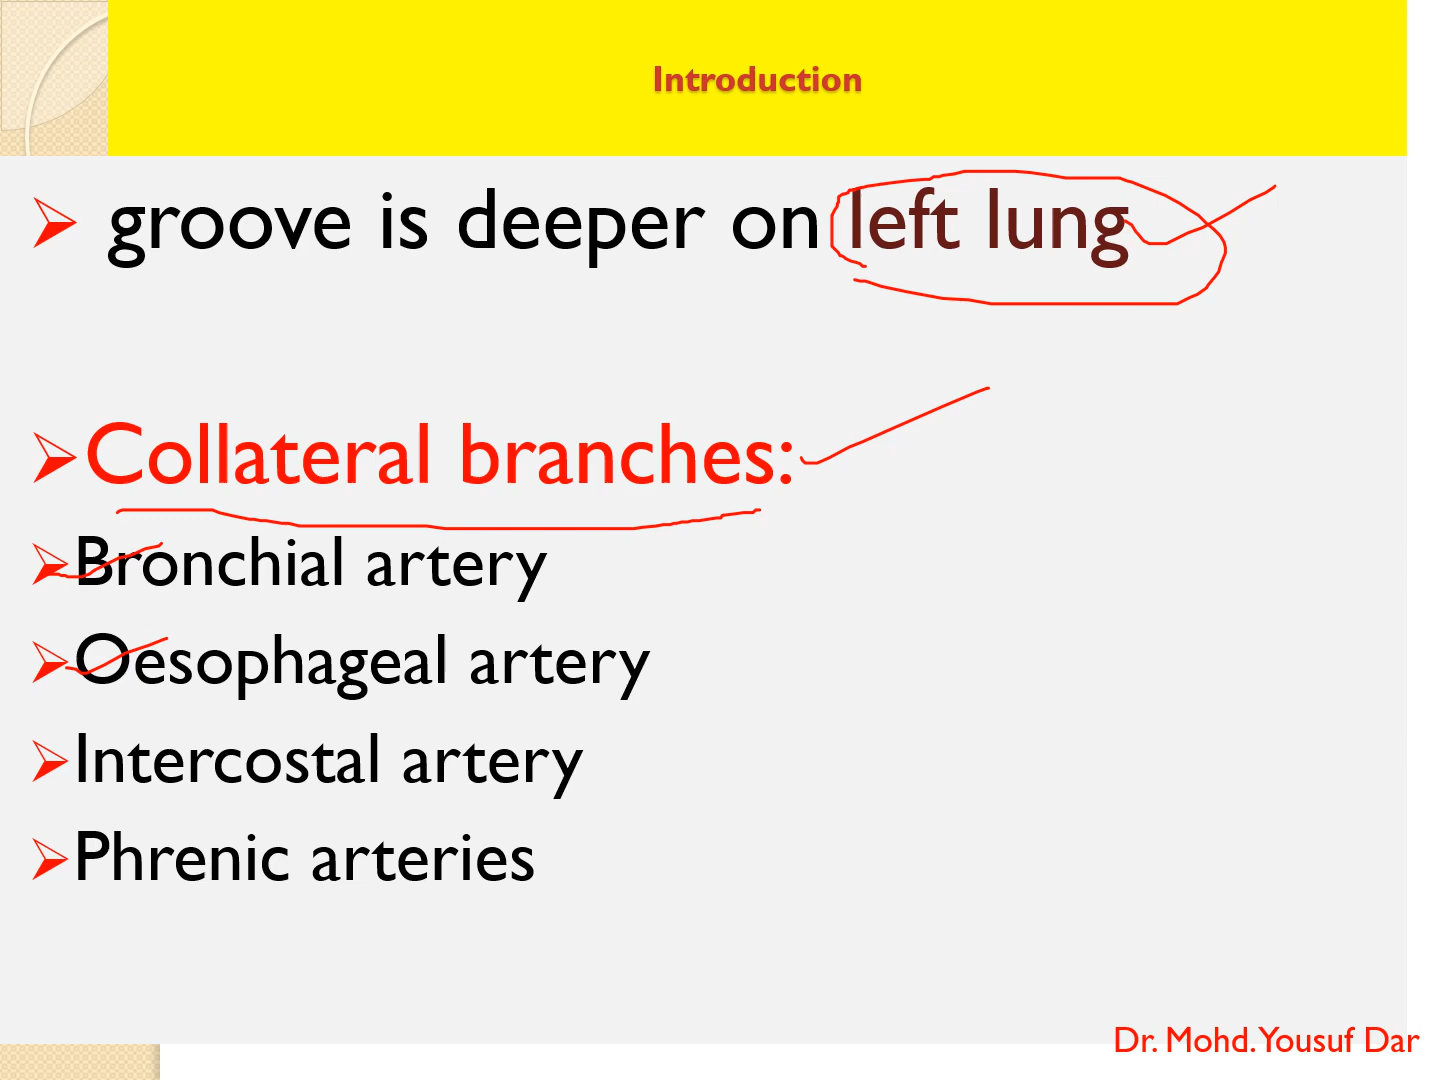 Introduction
groove is deeper on left lung
Collateral branches:
Bronchial artery
Oesophageal artery
Intercostal artery
Phrenic arteries
Dr. Mohd. Yousuf Dar